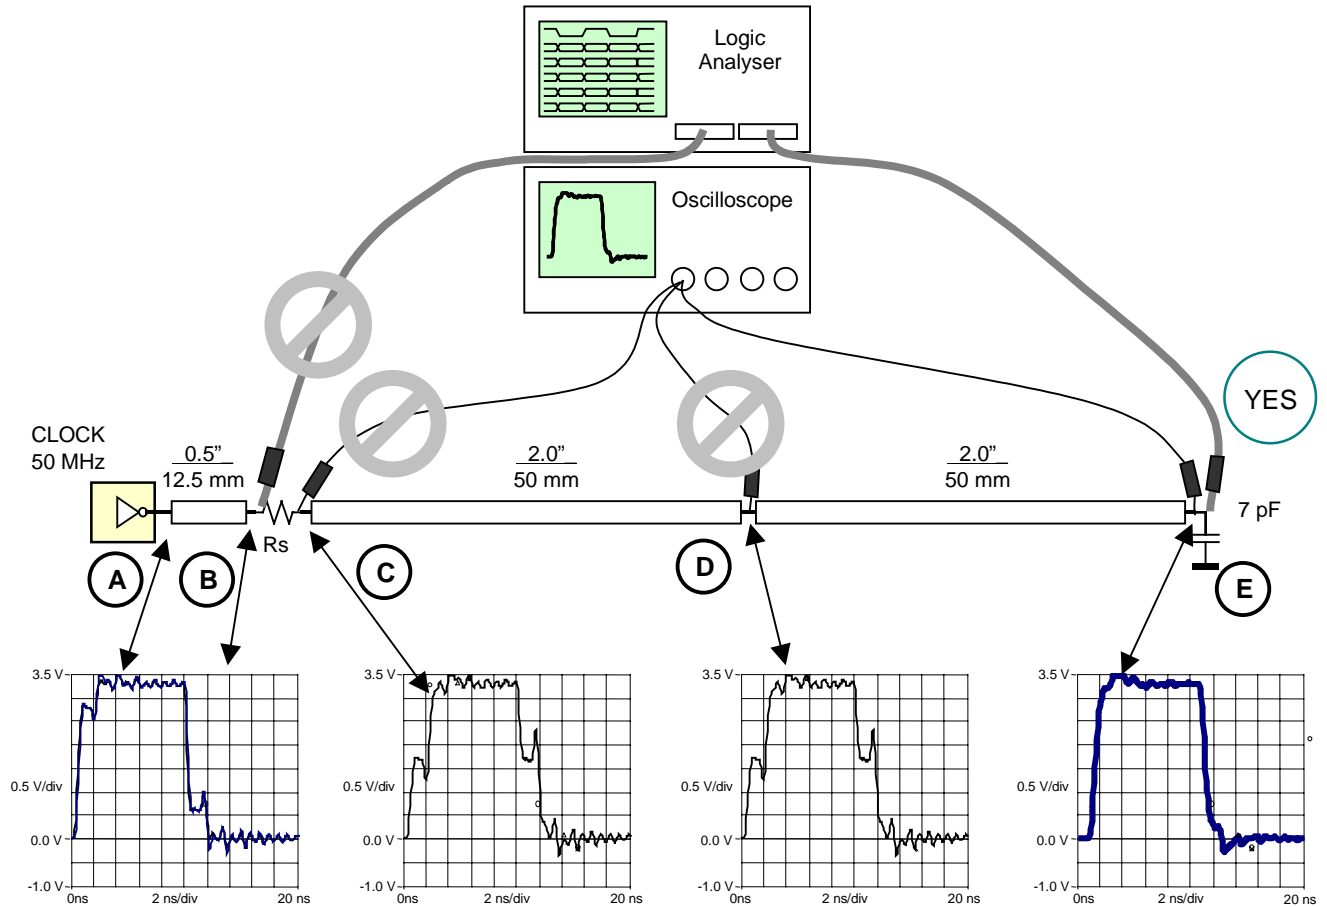 Logic
Analyser
Oscilloscope
YES
CLOCK
50 MHz
0.5”
12.5 mm
2.0”
50 mm
2.0”
50 mm
7 pF
Rs
A
B
C
D
E
3.5 V
0.5 V/div
0.0 V
-1.0 V
0ns
2 ns/div
20 ns
3.5 V
0.5 V/div
0.0 V
-1.0 V
0ns
2 ns/div
20 ns
3.5 V
0.5 V/div
0.0 V
-1.0 V
0ns
2 ns/div
20 ns
3.5 V
0.5 V/div
0.0 V
-1.0 V
0ns
2 ns/div
20 ns